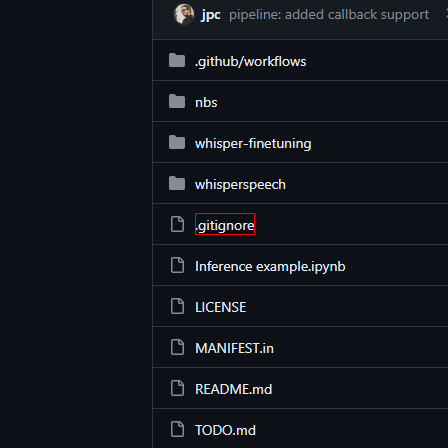 jpc pipeline: added callback support
.github/workflows
nbs
whisper-finetuning
whisperspeech
.gitignore
Inference example.ipynb
LICENSE
MANIFEST.in
README.md
TODO.md